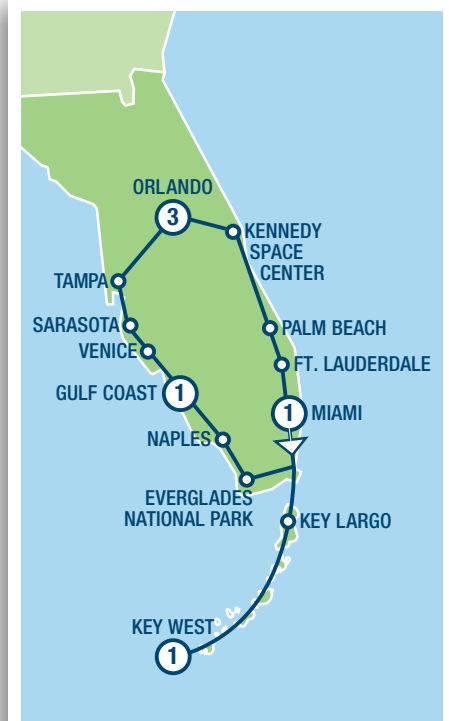 ORLANDO
3
KENNEDY
SPACE
CENTER
TAMPA
SARASOTA
PALM BEACH
VENICE
FT. LAUDERDALE
GULF COAST
1
1
MIAMI
NAPLES
EVERGLADES
NATIONAL PARK
KEY LARGO
KEY WEST
1